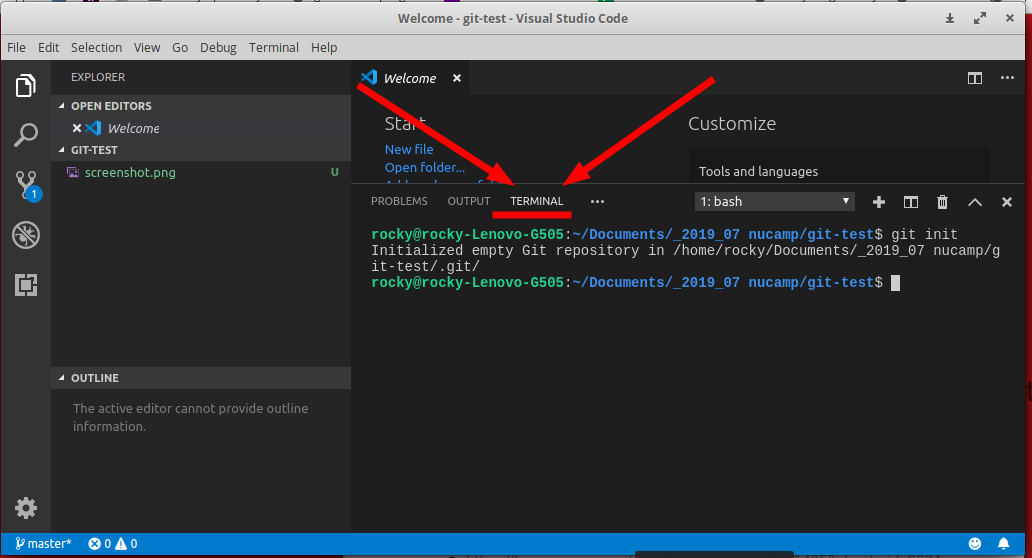 Welcome - git-test - Visual Studio Code
File Edit Selection View Go Debug Terminal Help
EXPLORER
OPEN EDITORS
Welcome
GIT-TEST
screenshot.png U
1
OUTLINE
The active editor cannot provide outline
information.
Welcome
Start
New file
Open folder...
Customize
Tools and languages
PROBLEMS OUTPUT TERMINAL ... 1: bash
rocky@rocky-Lenovo-G505:~/Documents/_2019_07 nucamp/git-test$ git init
Initialized empty Git repository in /home/rocky/Documents/_2019_07 nucamp/g
it-test/.git/
rocky@rocky-Lenovo-G505:~/Documents/_2019_07 nucamp/git-test$
master* 0 0